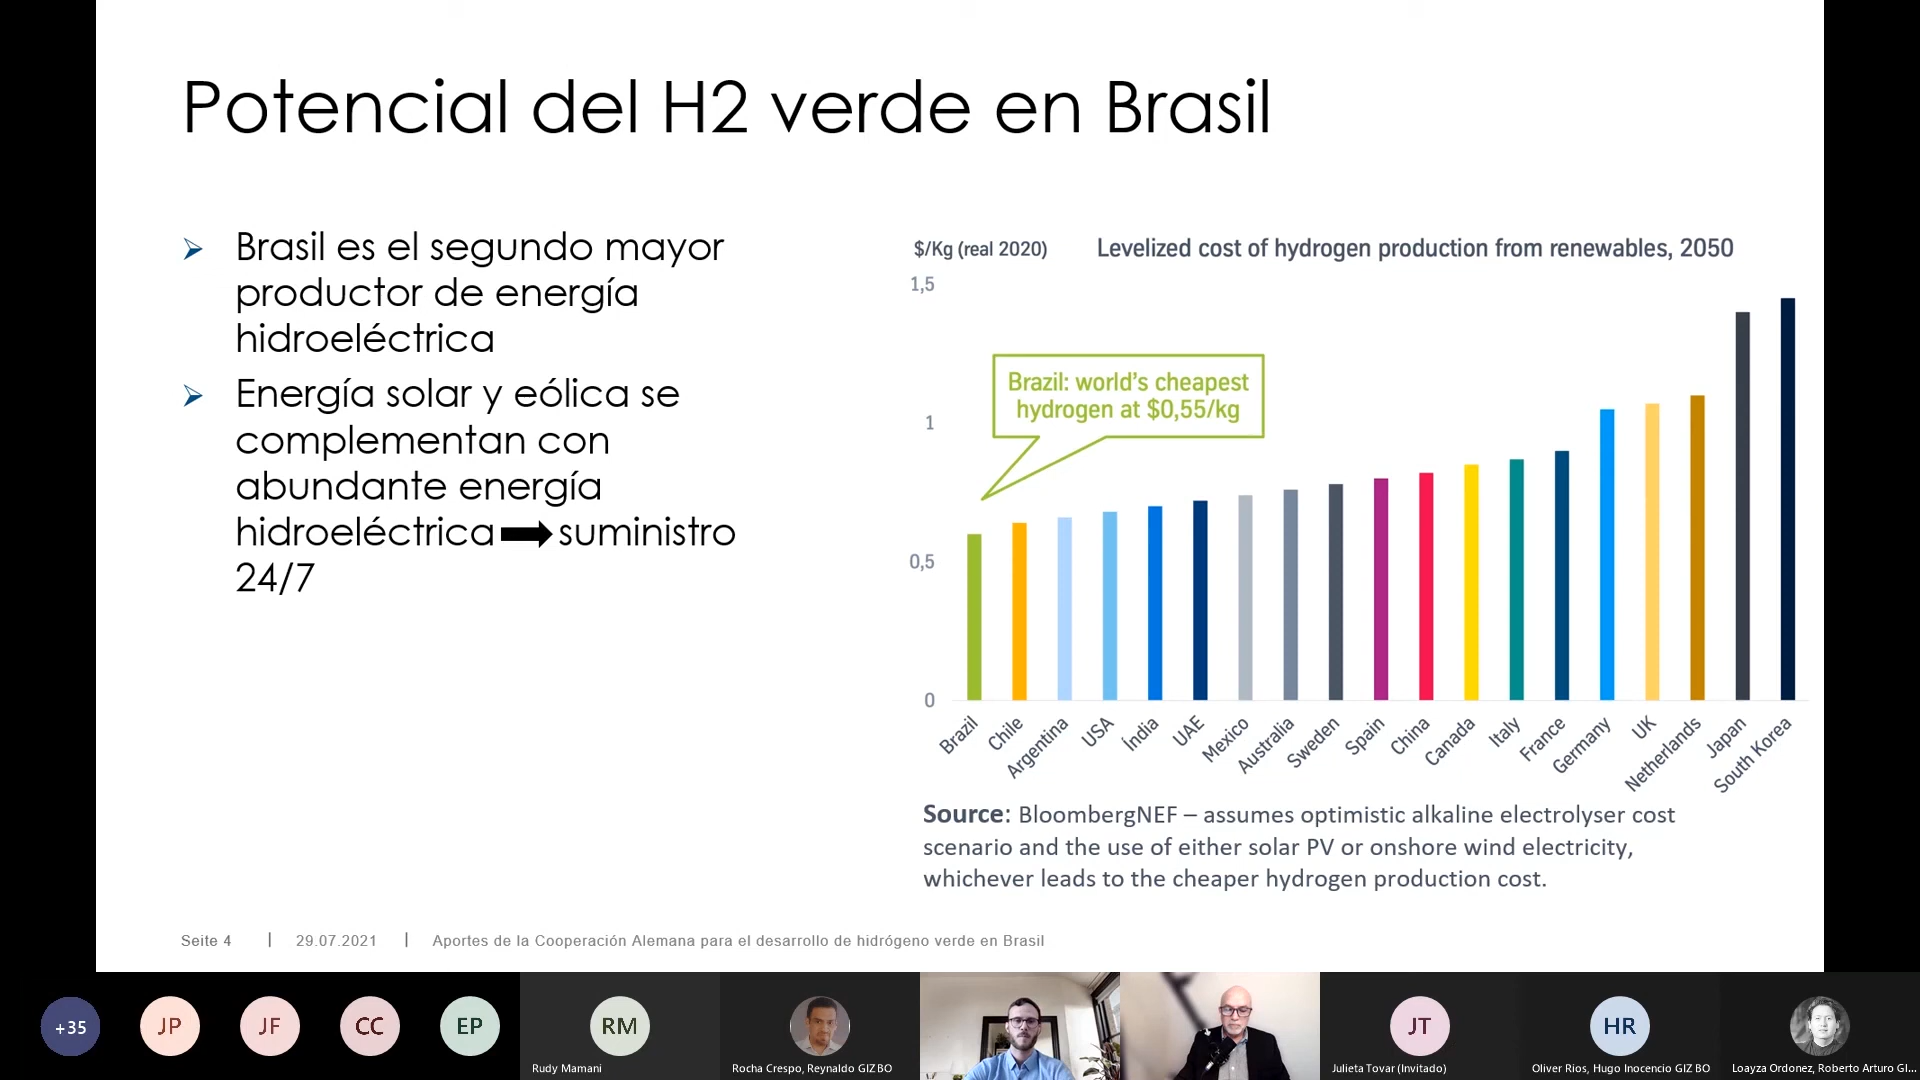 Potencial del H2 verde en Brasil
Brasil es el segundo mayor
productor de energía
hidroeléctrica
Energía solar y eólica se
complementan con
abundante energía
hidroeléctrica suministro
24/7
$/Kg (real 2020)
Levelized cost of hydrogen production from renewables, 2050
1,5
1
0,5
0
Brazil: world's cheapest
hydrogen at $0,55/kg
Brazil
Chile
Argentina
USA
Índia
UAE
Mexico
Australia
Sweden
Spain
China
Canada
Italy
France
Germany
UK
Netherlands
Japan
South Korea
Source: BloombergNEF – assumes optimistic alkaline electrolyser cost
scenario and the use of either solar PV or onshore wind electricity,
whichever leads to the cheaper hydrogen production cost.
Seite 4 | 29.07.2021 | Aportes de la Cooperación Alemana para el desarrollo de hidrógeno verde en Brasil
+35
JP
JF
CC
EP
RM
Rudy Mamani
Rocha Crespo, Reynaldo GIZ BO
JT
Julieta Tovar (Invitado)
HR
Oliver Rios, Hugo Inocencio GIZ BO
Loayza Ordonez, Roberto Arturo GI...